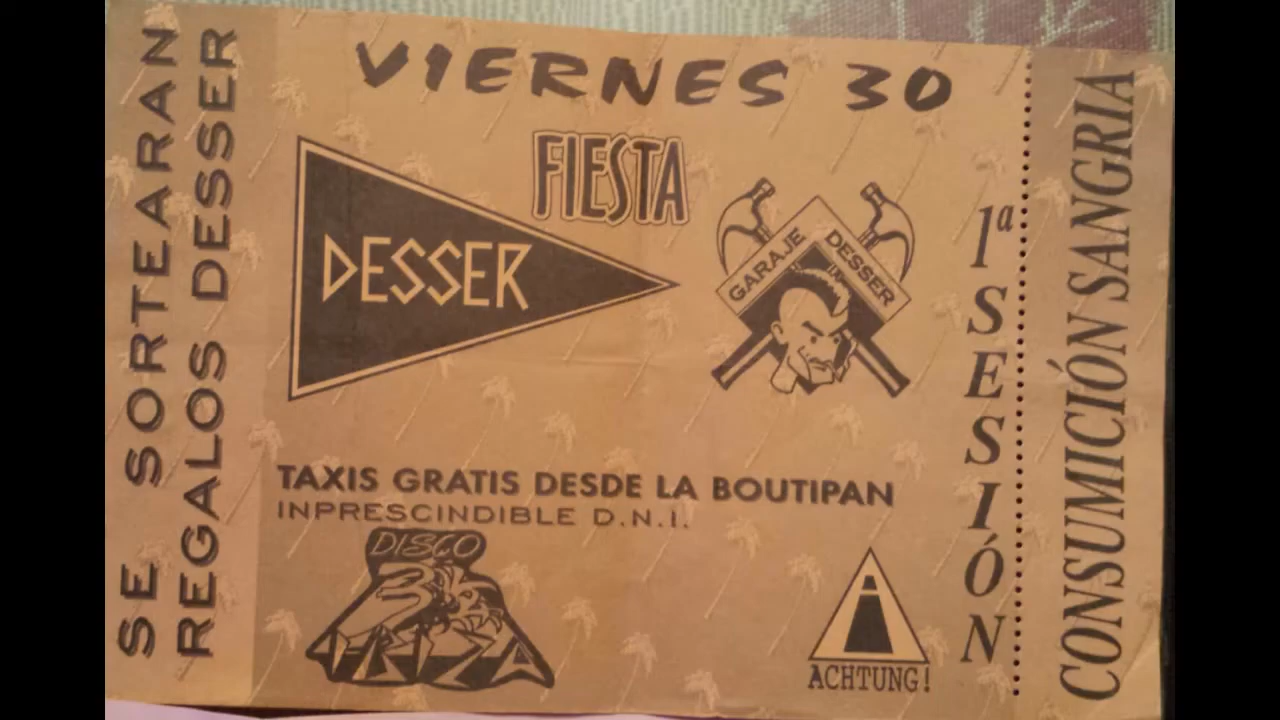 SE SORTEARAN
REGALOS DESSER
VIERNES 30
FIESTA
DESSER
GARAJE DESSER
TAXIS GRATIS DESDE LA BOUTIPAN
INPRESCINDIBLE D.N.I.
DISCO
ACHTUNG!
1ª SESIÓN
CONSUMICIÓN SANGRIA